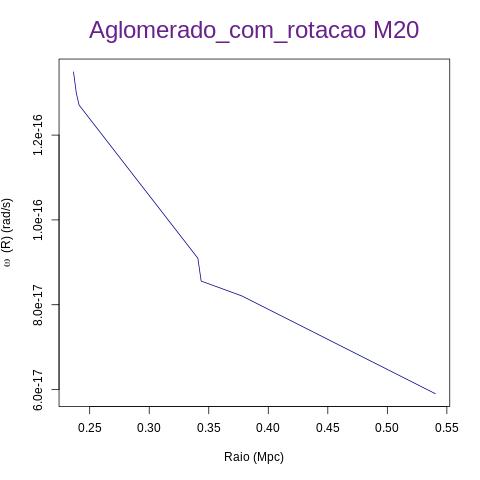 Aglomerado_com_rotacao M20
1.2e-16
1.0e-16
8.0e-17
6.0e-17
ω (R) (rad/s)
0.25 0.30 0.35 0.40 0.45 0.50 0.55
Raio (Mpc)